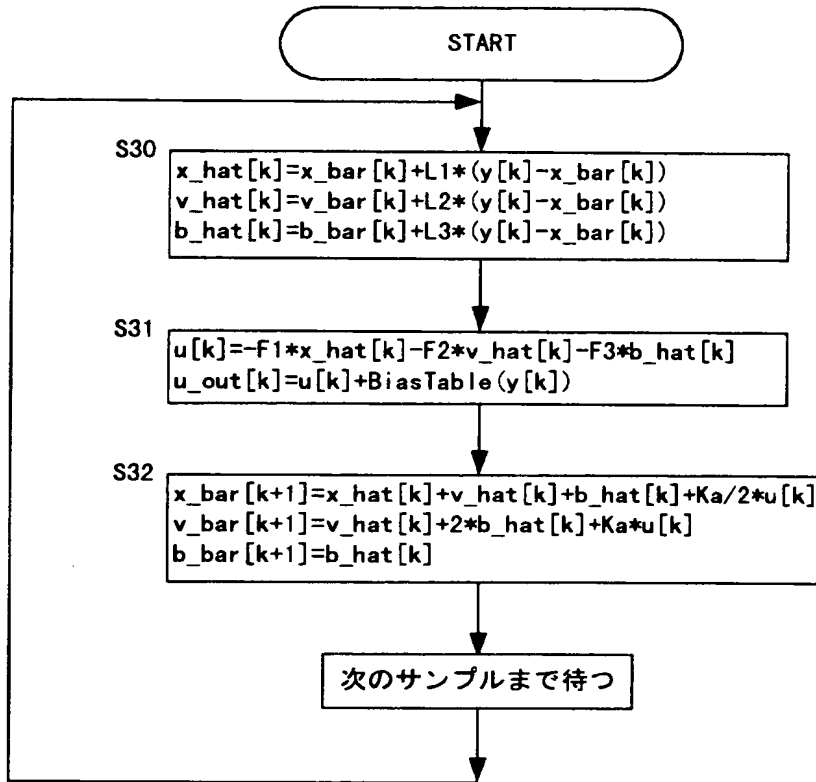 START
S30
x_hat[k]=x_bar[k]+L1*(y[k]-x_bar[k])
v_hat[k]=v_bar[k]+L2*(y[k]-x_bar[k])
b_hat[k]=b_bar[k]+L3*(y[k]-x_bar[k])
S31
u[k]=-F1*x_hat[k]-F2*v_hat[k]-F3*b_hat[k]
u_out[k]=u[k]+BiasTable(y[k])
S32
x_bar[k+1]=x_hat[k]+v_hat[k]+b_hat[k]+Ka/2*u[k]
v_bar[k+1]=v_hat[k]+2*b_hat[k]+Ka*u[k]
b_bar[k+1]=b_hat[k]
次のサンプルまで待つ